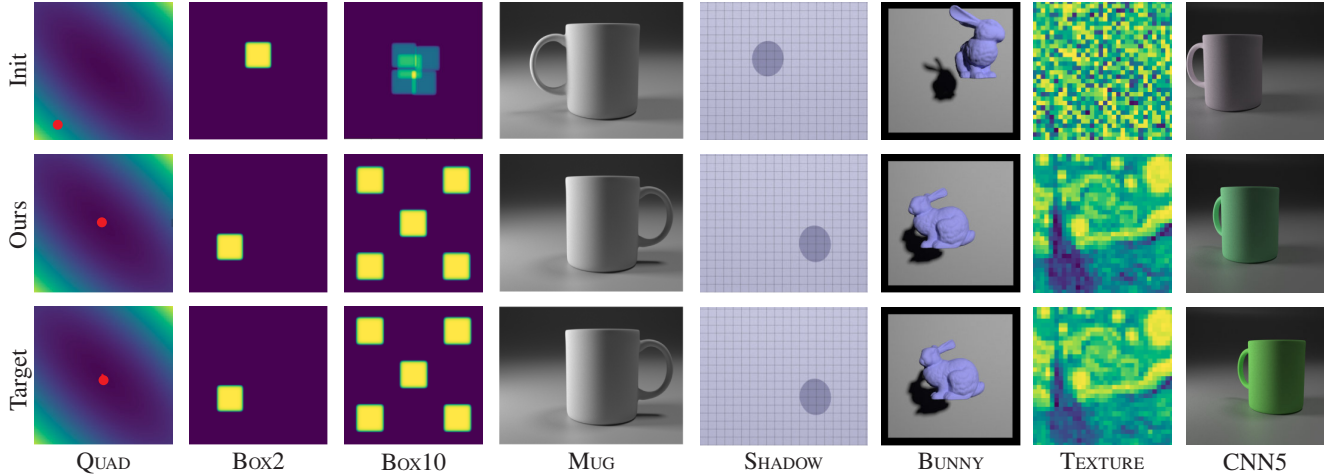 Init
Ours
Target
QUAD BOX2 BOX10 MUG SHADOW BUNNY TEXTURE CNN5